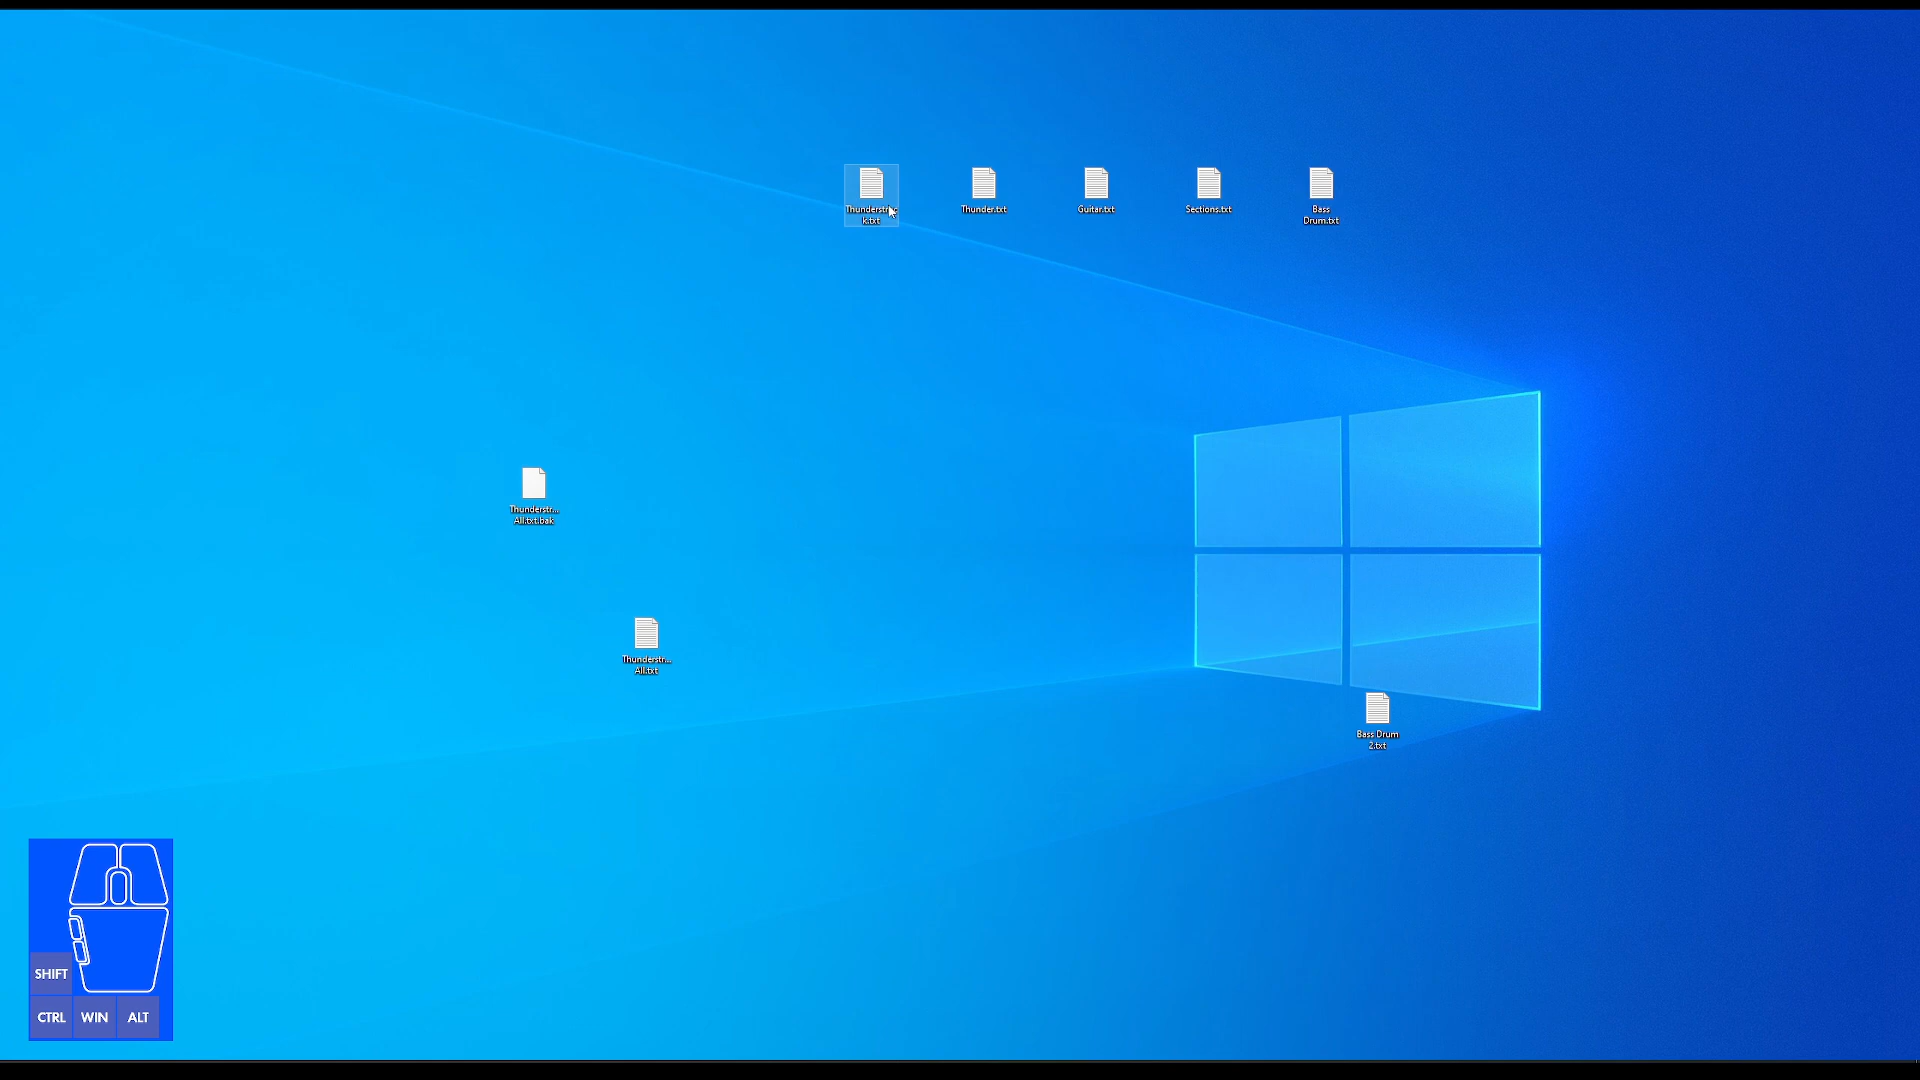 Thunder.txt
Guitar.txt
Sections.txt
Bass
Drum.txt
k.txt
Thunderstr...
All.txt.bak
Thunderstr...
All.txt
Bass Drum
2.txt
SHIFT
CTRL WIN ALT